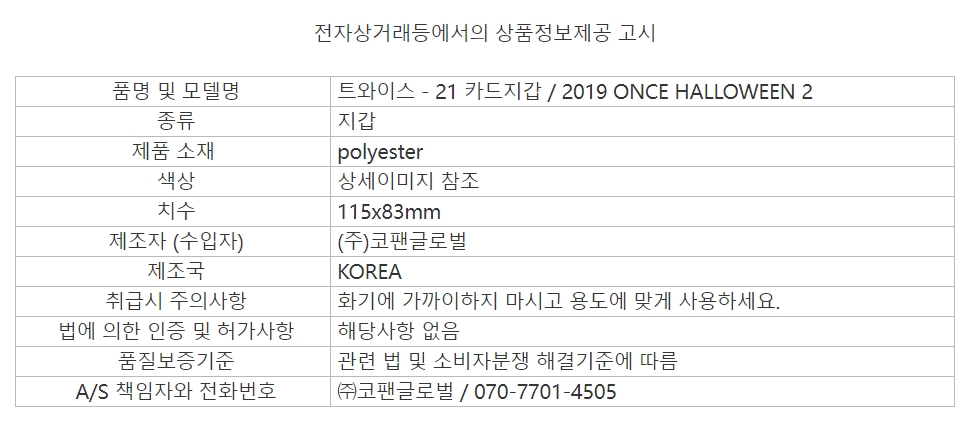 전자상거래등에서의 상품정보제공 고시
품명 및 모델명 트와이스 - 21 카드지갑 / 2019 ONCE HALLOWEEN 2
종류 지갑
제품 소재 polyester
색상 상세이미지 참조
치수 115x83mm
제조자 (수입자) (주)코팬글로벌
제조국 KOREA
취급시 주의사항 화기에 가까이하지 마시고 용도에 맞게 사용하세요.
법에 의한 인증 및 허가사항 해당사항 없음
품질보증기준 관련 법 및 소비자분쟁 해결기준에 따름
A/S 책임자와 전화번호 ㈜코팬글로벌 / 070-7701-4505